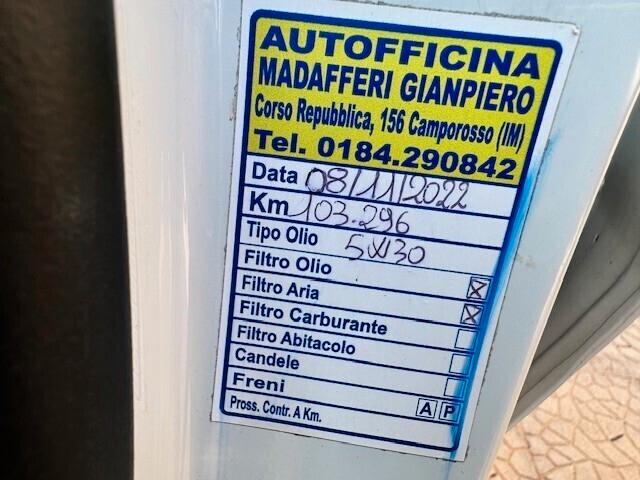 AUTOFFICINA
MADAFFERI GIANPIERO
Corso Repubblica, 156 Camporosso (IM)
Tel. 0184.290842
Data 08/11/2022
Km 103.296
Tipo Olio 5W30
Filtro Olio
Filtro Aria
Filtro Carburante
Filtro Abitacolo
Candele
Freni A P
Pross. Contr. A Km.